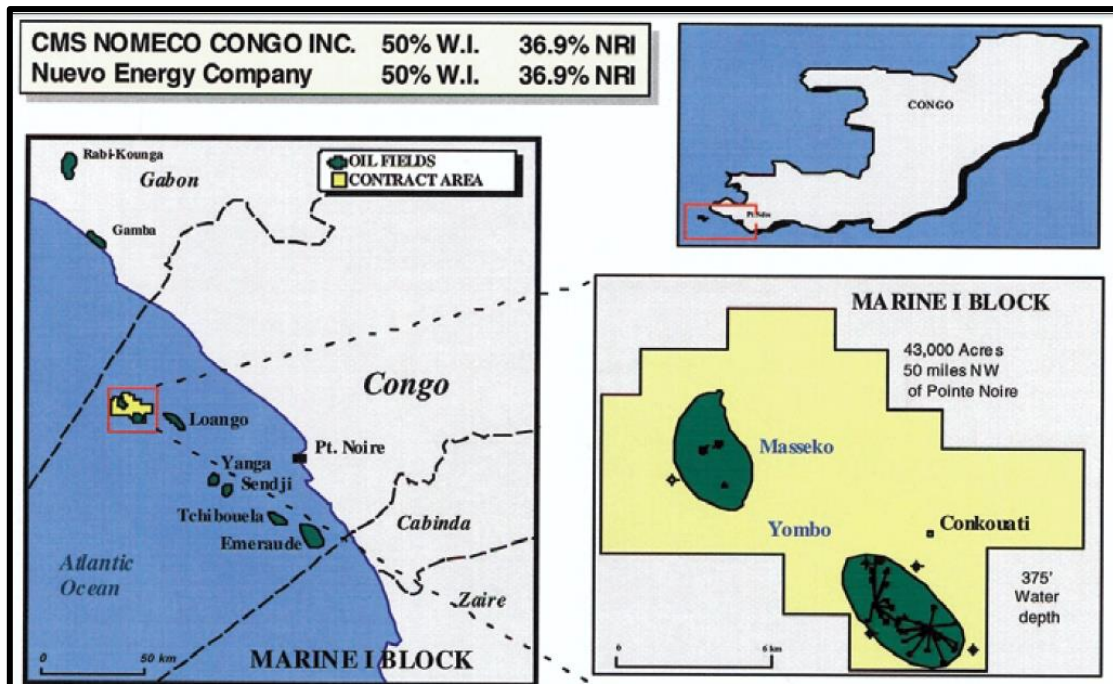 CMS NOMECO CONGO INC. 50% W.I. 36.9% NRI
Nuevo Energy Company 50% W.I. 36.9% NRI
CONGO
Rabi-Kounga
Gabon
OIL FIELDS
CONTRACT AREA
Gamba
Congo
Loango
Pt. Noire
Yanga
Sendji
Tchibouela
Emeraude
Cabinda
Atlantic
Ocean
Zaire
0 50 km
MARINE I BLOCK
MARINE I BLOCK
43,000 Acres
50 miles NW
of Pointe Noire
Masseko
Yombo
Conkouati
375'
Water
depth
0 6 km